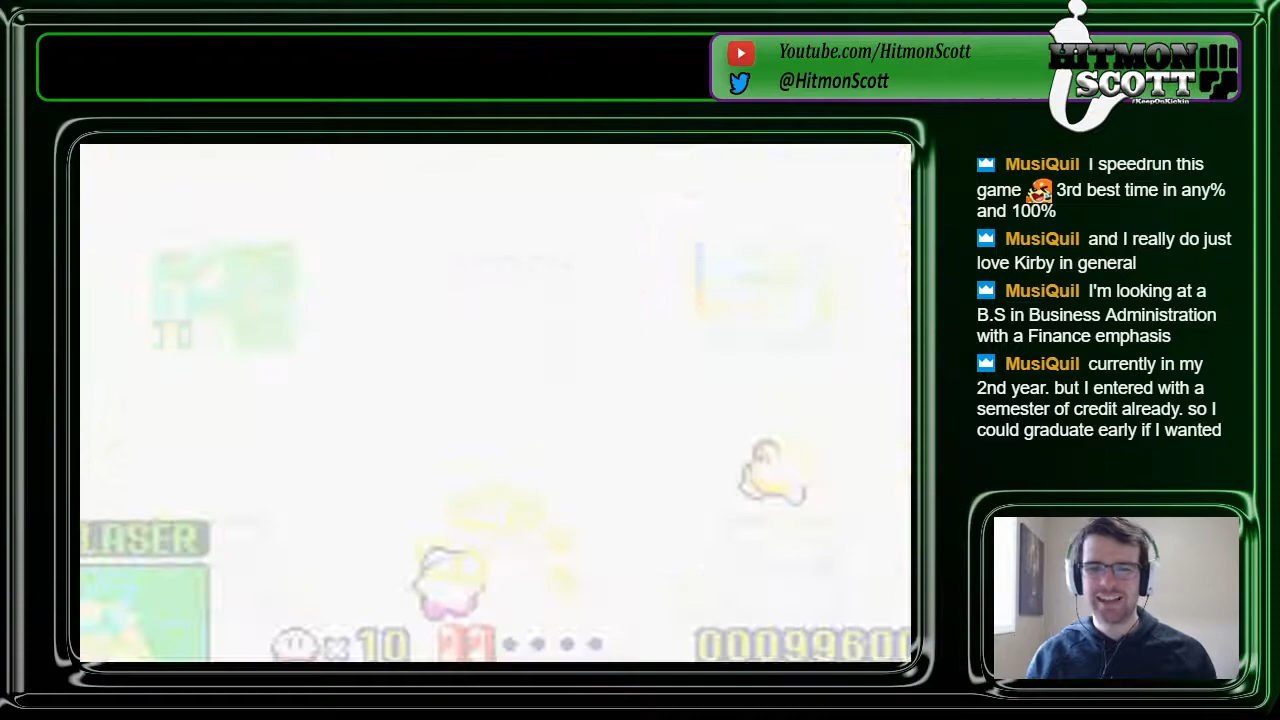 Youtube.com/HitmonScott
@HitmonScott
HITMON
SCOTT
#KeepOnKickin
MusiQuil I speedrun this
game 3rd best time in any%
and 100%
MusiQuil and I really do just
love Kirby in general
MusiQuil I'm looking at a
B.S in Business Administration
with a Finance emphasis
MusiQuil currently in my
2nd year. but I entered with a
semester of credit already. so I
could graduate early if I wanted
LASER
× 10